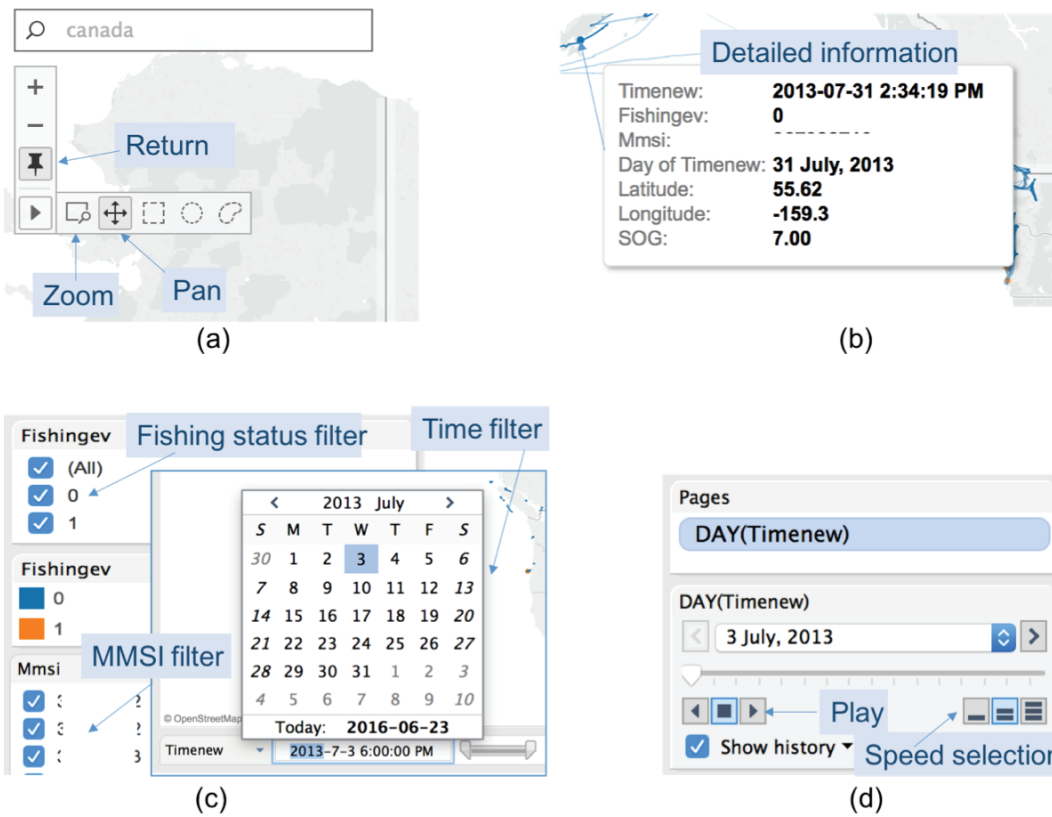 canada
Return
Zoom
Pan
(a)
Detailed information
Timenew: 2013-07-31 2:34:19 PM
Fishingev: 0
Mmsi:
Day of Timenew: 31 July, 2013
Latitude: 55.62
Longitude: -159.3
SOG: 7.00
(b)
Fishingev
Fishing status filter
Time filter
(All)
0
1
Fishingev
0
1
MMSI filter
Mmsi
3 2
3 2
3
< 2013 July >
S M T W T F S
30 1 2 3 4 5 6
7 8 9 10 11 12 13
14 15 16 17 18 19 20
21 22 23 24 25 26 27
28 29 30 31 1 2 3
4 5 6 7 8 9 10
Today: 2016-06-23
© OpenStreetMap
Timenew 2013-7-3 6:00:00 PM
(c)
Pages
DAY(Timenew)
DAY(Timenew)
3 July, 2013
Play
Show history
Speed selection
(d)